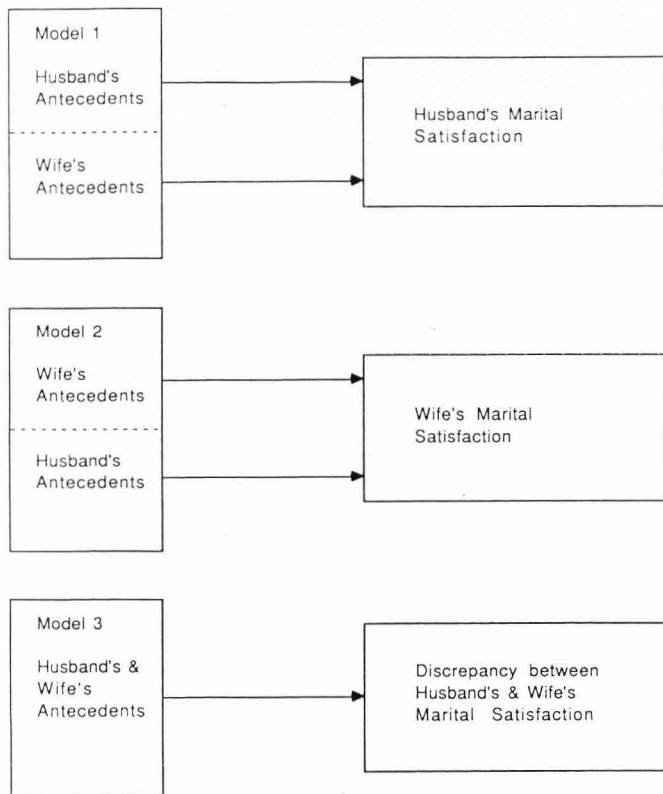 Model 1
Husband's
Antecedents
Wife's
Antecedents
Husband's Marital
Satisfaction
Model 2
Wife's
Antecedents
Husband's
Antecedents
Wife's Marital
Satisfaction
Model 3
Husband's &
Wife's
Antecedents
Discrepancy between
Husband's & Wife's
Marital Satisfaction